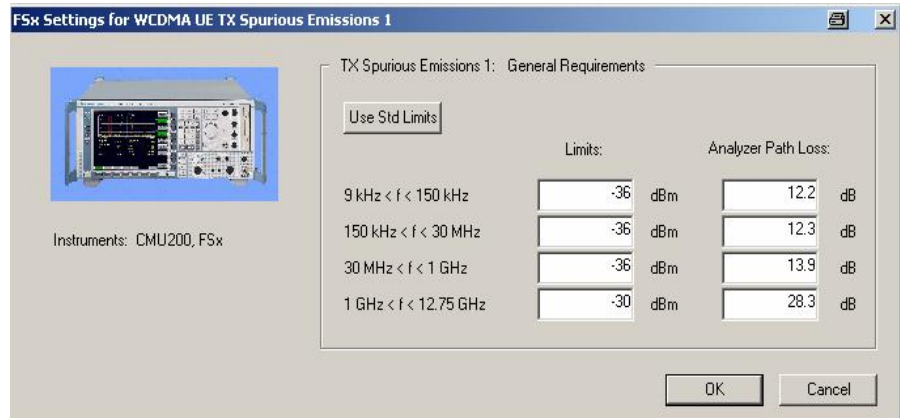 FSx Settings for WCDMA UE TX Spurious Emissions 1
TX Spurious Emissions 1: General Requirements
Use Std Limits
Limits: Analyzer Path Loss:
9 kHz < f < 150 kHz -36 dBm 12.2 dB
150 kHz < f < 30 MHz -36 dBm 12.3 dB
Instruments: CMU200, FSx
30 MHz < f < 1 GHz -36 dBm 13.9 dB
1 GHz < f < 12.75 GHz -30 dBm 28.3 dB
OK Cancel